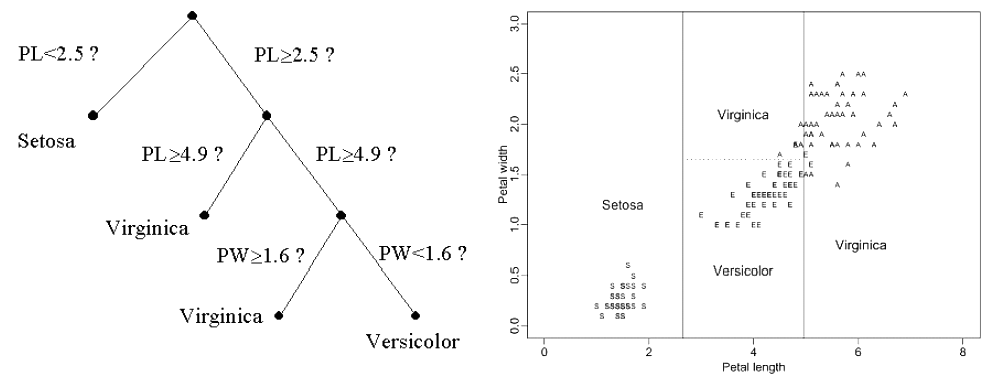 PL<2.5 ?
PL≥2.5 ?
Setosa
PL≥4.9 ?
PL≥4.9 ?
Virginica
PW≥1.6 ?
PW<1.6 ?
Virginica
Versicolor
3.0
2.5
2.0
1.5
1.0
0.5
0.0
Petal width
Virginica
Setosa
Versicolor
Virginica
0 2 4 6 8
Petal length